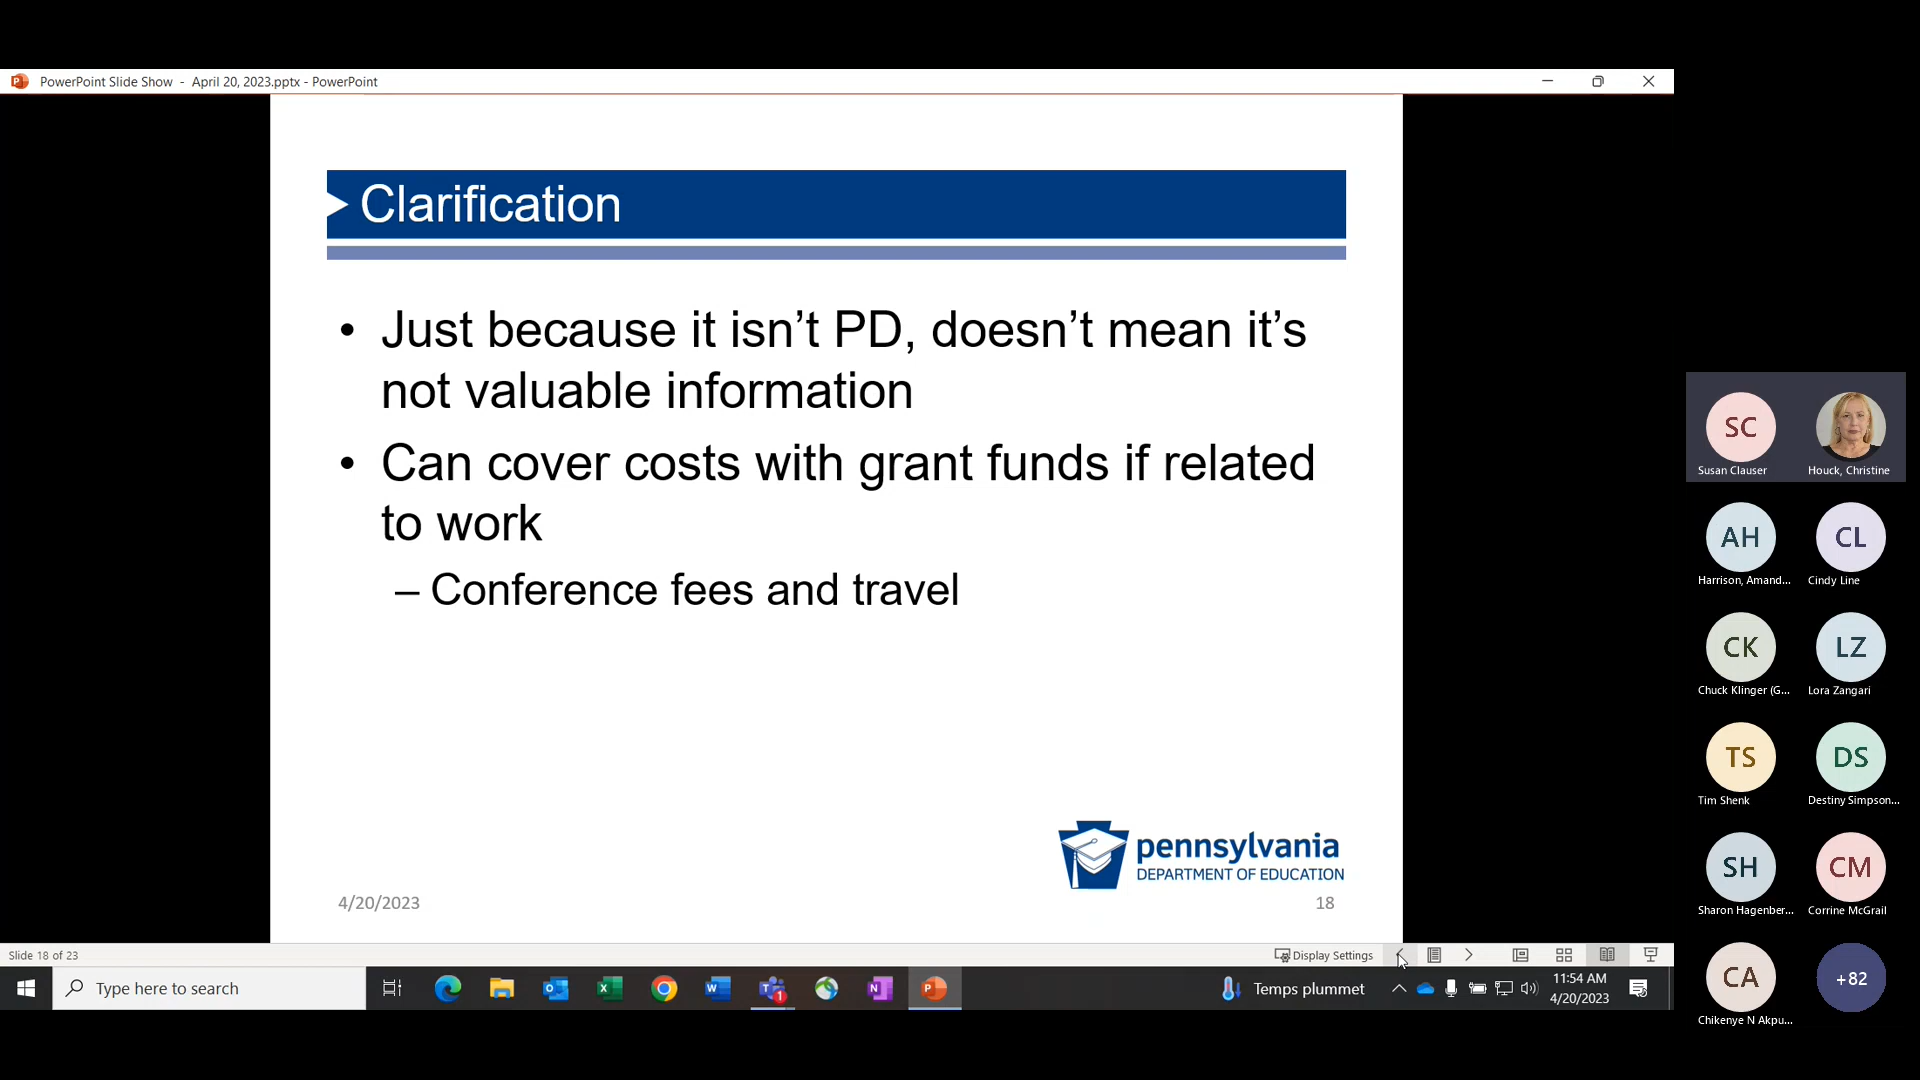 PowerPoint Slide Show - April 20, 2023.pptx - PowerPoint
Clarification
• Just because it isn’t PD, doesn’t mean it’s
not valuable information
• Can cover costs with grant funds if related
to work
– Conference fees and travel
pennsylvania
DEPARTMENT OF EDUCATION
4/20/2023
18
Slide 18 of 23
Display Settings
Type here to search
1
Temps plummet
11:54 AM
4/20/2023
SC
Susan Clauser
Houck, Christine
AH
Harrison, Amand...
CL
Cindy Line
CK
Chuck Klinger (G...
LZ
Lora Zangari
TS
Tim Shenk
DS
Destiny Simpson...
SH
Sharon Hagenber...
CM
Corrine McGrail
CA
Chikenye N Akpu...
+82